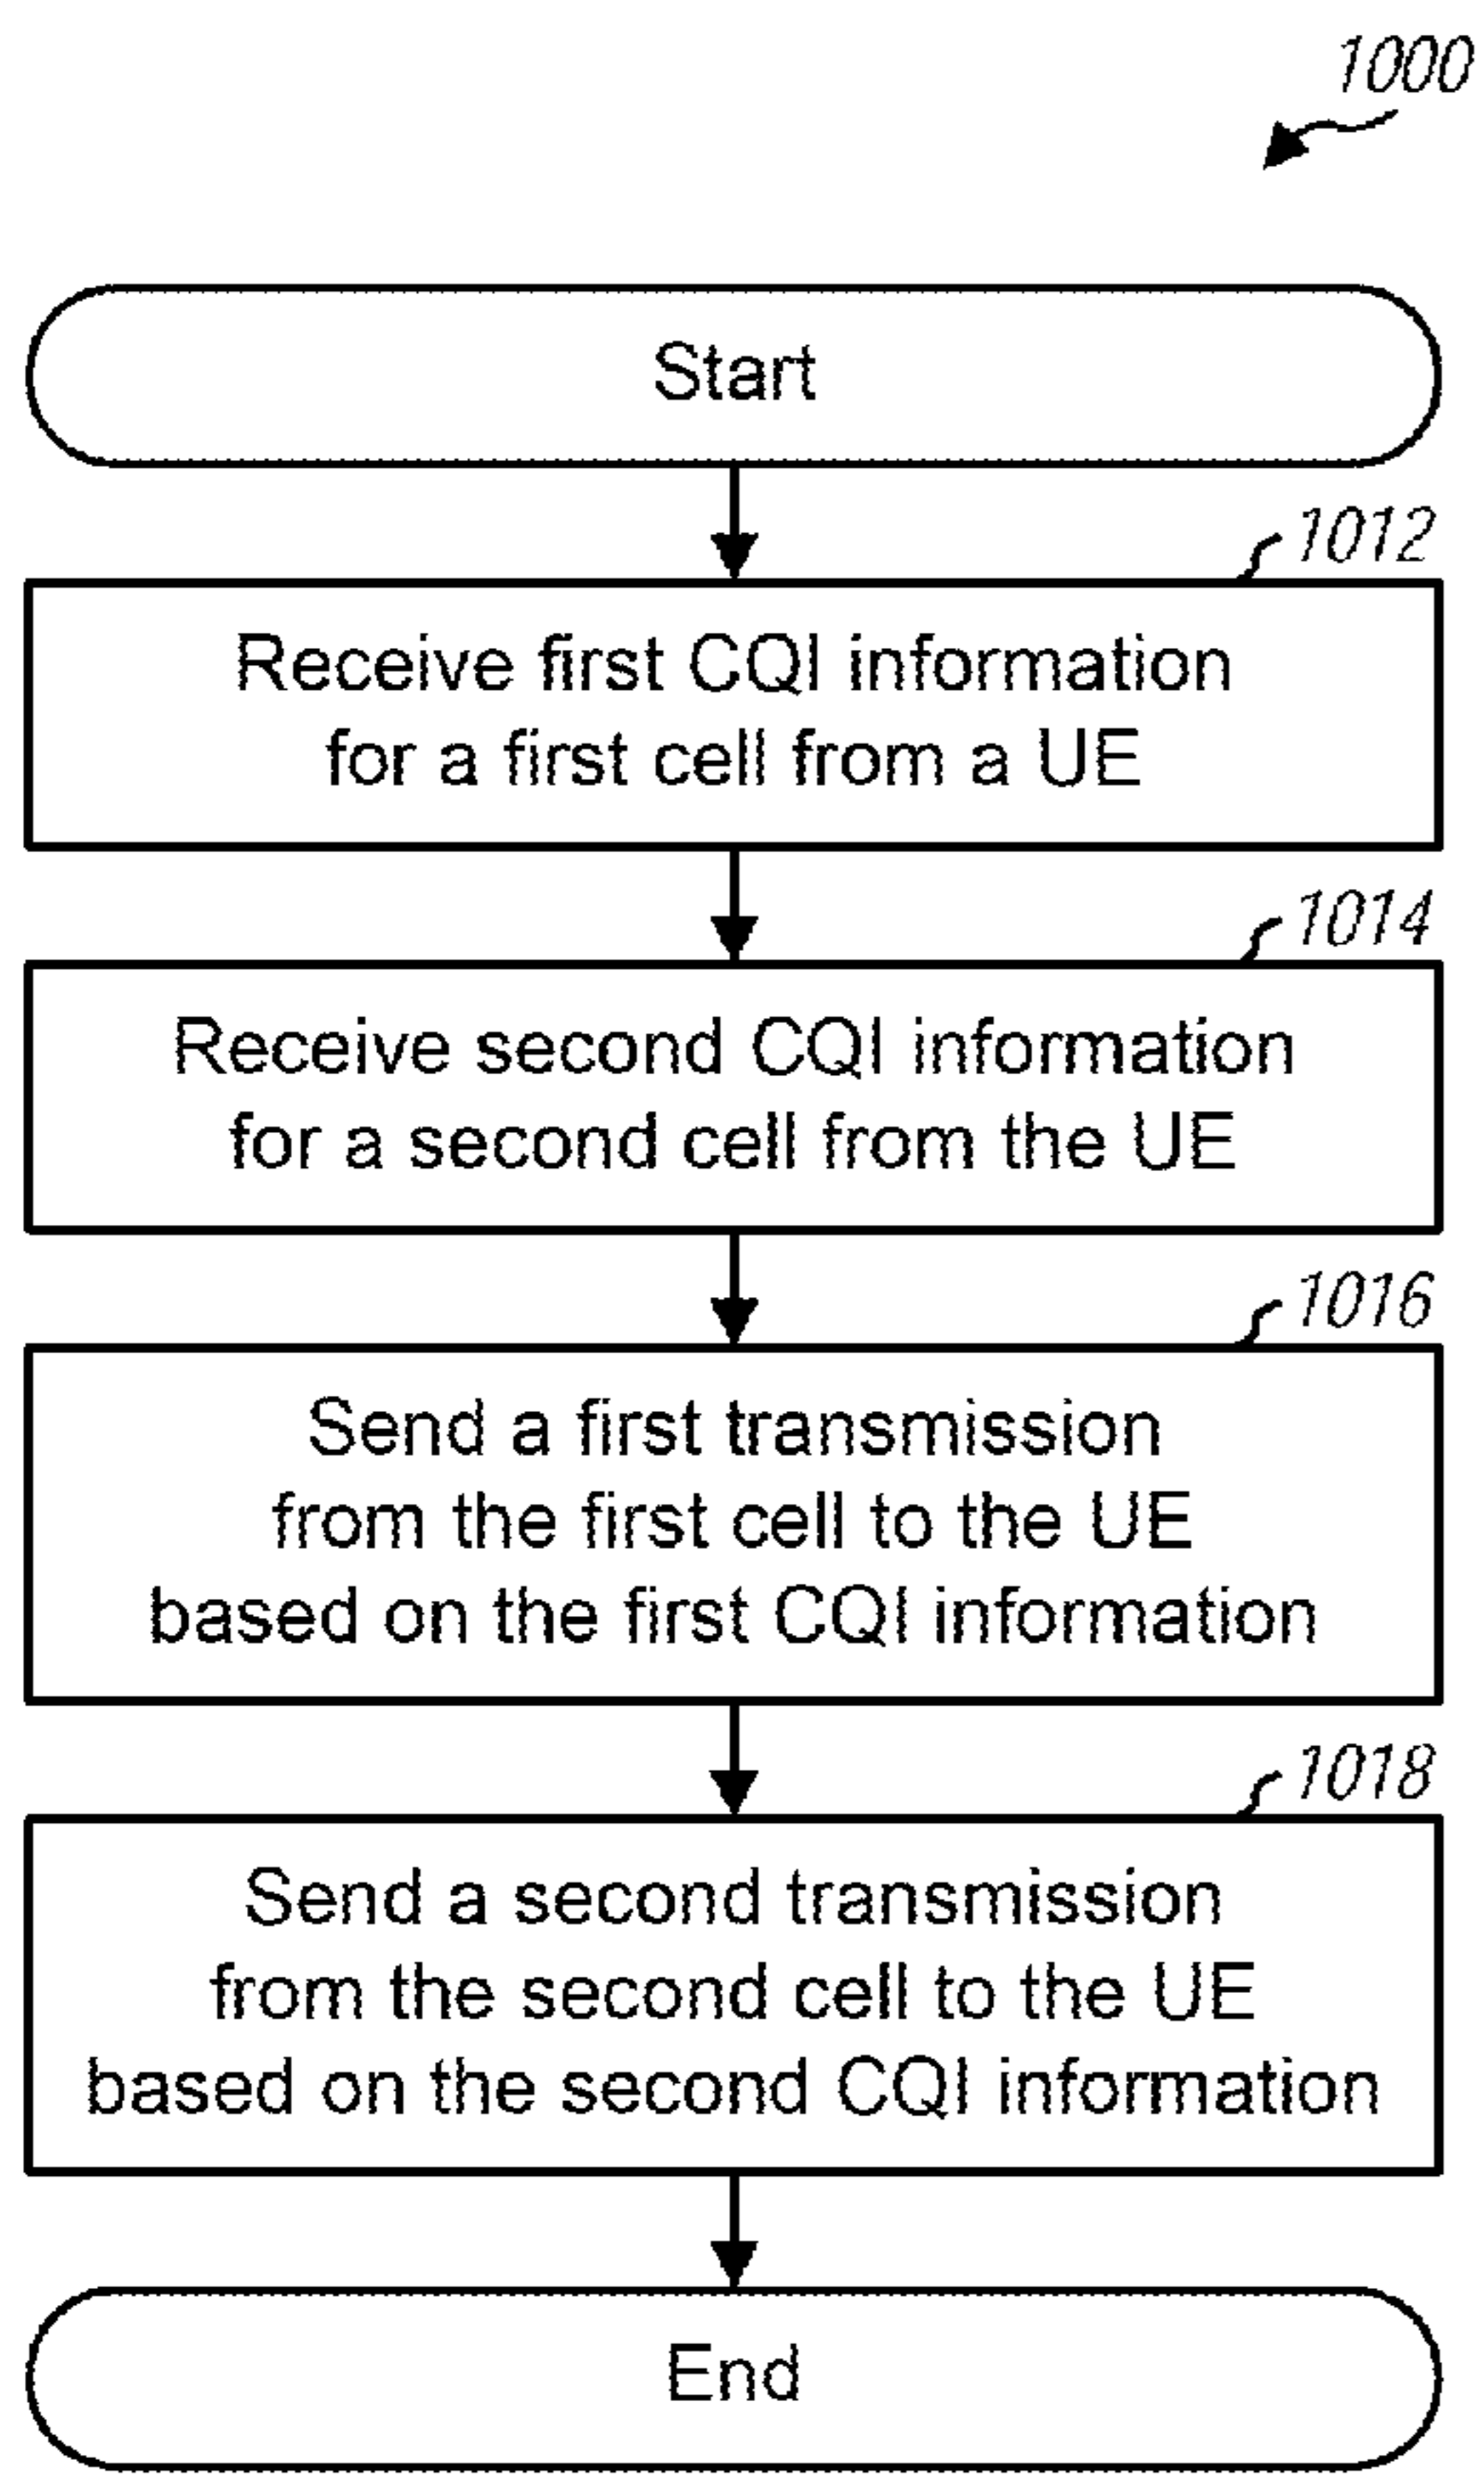 1000
Start
1012
Receive first CQI information
for a first cell from a UE
1014
Receive second CQI information
for a second cell from the UE
1016
Send a first transmission
from the first cell to the UE
based on the first CQI information
1018
Send a second transmission
from the second cell to the UE
based on the second CQI information
End